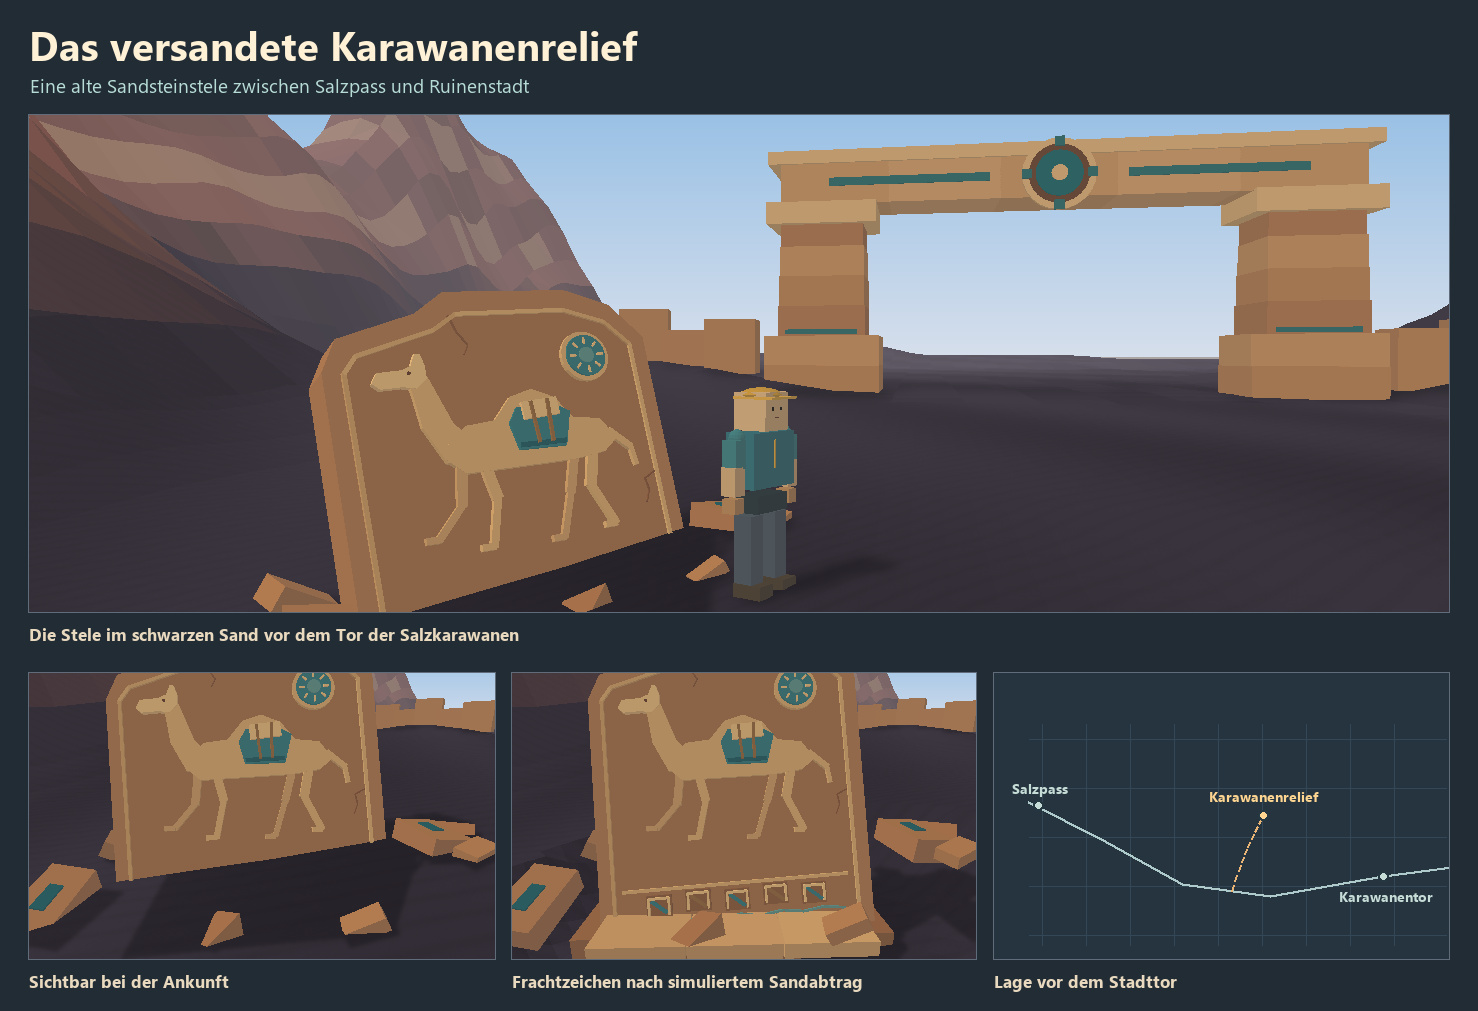 Das versandete Karawanenrelief
Eine alte Sandsteinstele zwischen Salzpass und Ruinenstadt
Die Stele im schwarzen Sand vor dem Tor der Salzkarawanen
Salzpass
Karawanenrelief
Karawanentor
Sichtbar bei der Ankunft
Frachtzeichen nach simuliertem Sandabtrag
Lage vor dem Stadttor